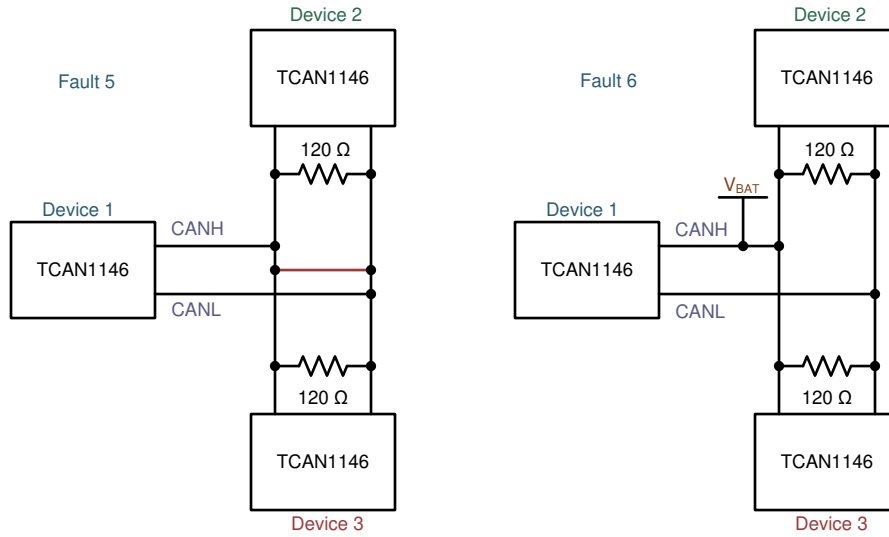 Device 2
TCAN1146
Fault 5
120 Ω
Device 1
CANH
TCAN1146
CANL
120 Ω
TCAN1146
Device 3
Device 2
TCAN1146
Fault 6
120 Ω
VBAT
Device 1
CANH
TCAN1146
CANL
120 Ω
TCAN1146
Device 3